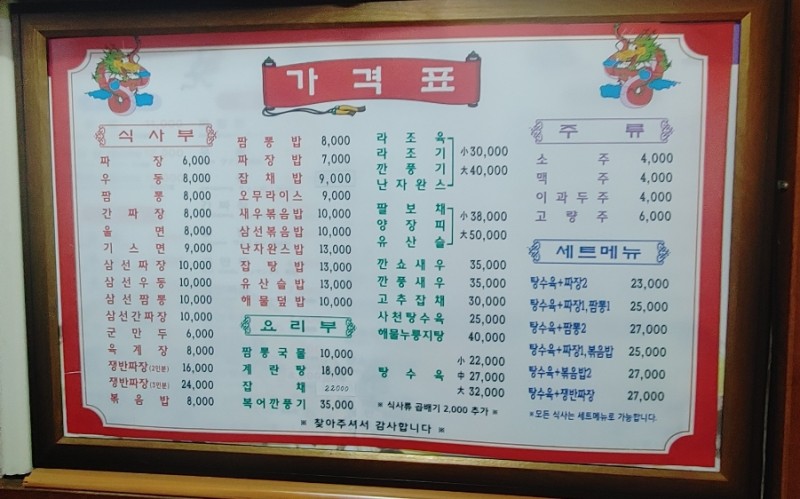 가격표
식사부
파장 6,000
우동 8,000
짬뽕 8,000
간파장 8,000
울면 8,000
기스면 9,000
삼선파장 10,000
삼선우동 10,000
삼선짬뽕 10,000
삼선간파장 10,000
군만두 6,000
육계장 8,000
쟁반파장(2인분) 16,000
쟁반파장(3인분) 24,000
볶음밥 8,000
짬뽕밥 8,000
파장밥 7,000
잡채밥 9,000
오무라이스 9,000
새우볶음밥 10,000
삼선볶음밥 10,000
난자완스밥 13,000
잡탕밥 13,000
유산슬밥 13,000
해물덮밥 10,000
요리부
짬뽕국물 10,000
계란탕 18,000
잡채 22000
복어깐풍기 35,000
라조육
라조기
깐풍기
난자완스
小 30,000
大 40,000
팔보채
양장피
유산슬
小 38,000
大 50,000
깐쇼새우 35,000
깐풍새우 35,000
고추잡채 30,000
사천탕수육 25,000
해물누룽지탕 40,000
탕수육
小 22,000
中 27,000
大 32,000
※ 식사류 곱빼기 2,000 추가 ※
주류
소주 4,000
맥주 4,000
이과두주 4,000
고량주 6,000
세트메뉴
탕수육+파장2 23,000
탕수육+파장1,짬뽕1 25,000
탕수육+짬뽕2 27,000
탕수육+파장1,볶음밥 25,000
탕수육+볶음밥2 27,000
탕수육+쟁반파장 27,000
※모든 식사는 세트메뉴로 가능합니다.
※ 찾아주셔서 감사합니다 ※